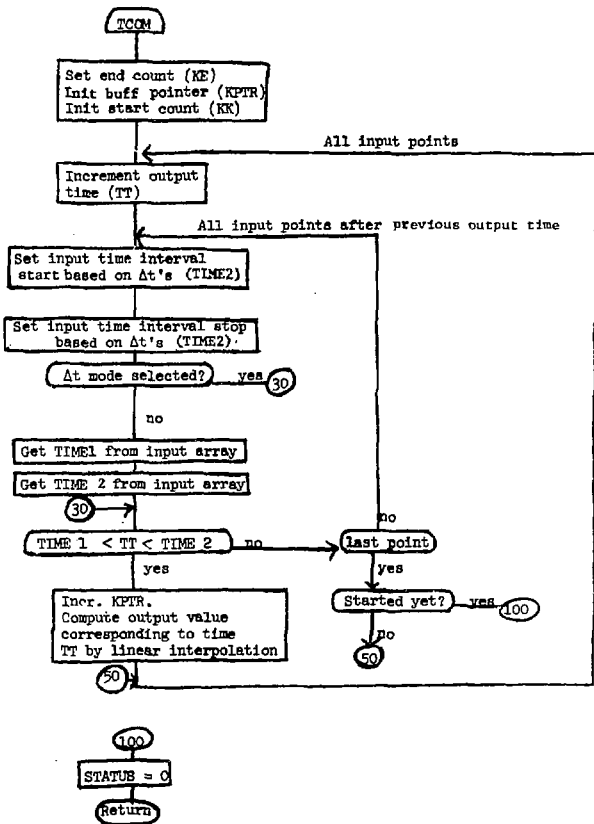 TCOM
Set end count (KE)
Init buff pointer (KPTR)
Init start count (KK)
All input points
Increment output
time (TT)
All input points after previous output time
Set input time interval
start based on Δt's (TIME2)
Set input time interval stop
based on Δt's (TIME2).
Δt mode selected?
yes
30
no
Get TIME1 from input array
Get TIME 2 from input array
30
TIME 1 < TT < TIME 2
no
last point
no
yes
yes
Started yet?
yes
100
no
50
Incr. KPTR.
Compute output value
corresponding to time
TT by linear interpolation
50
100
STATUS = 0
Return